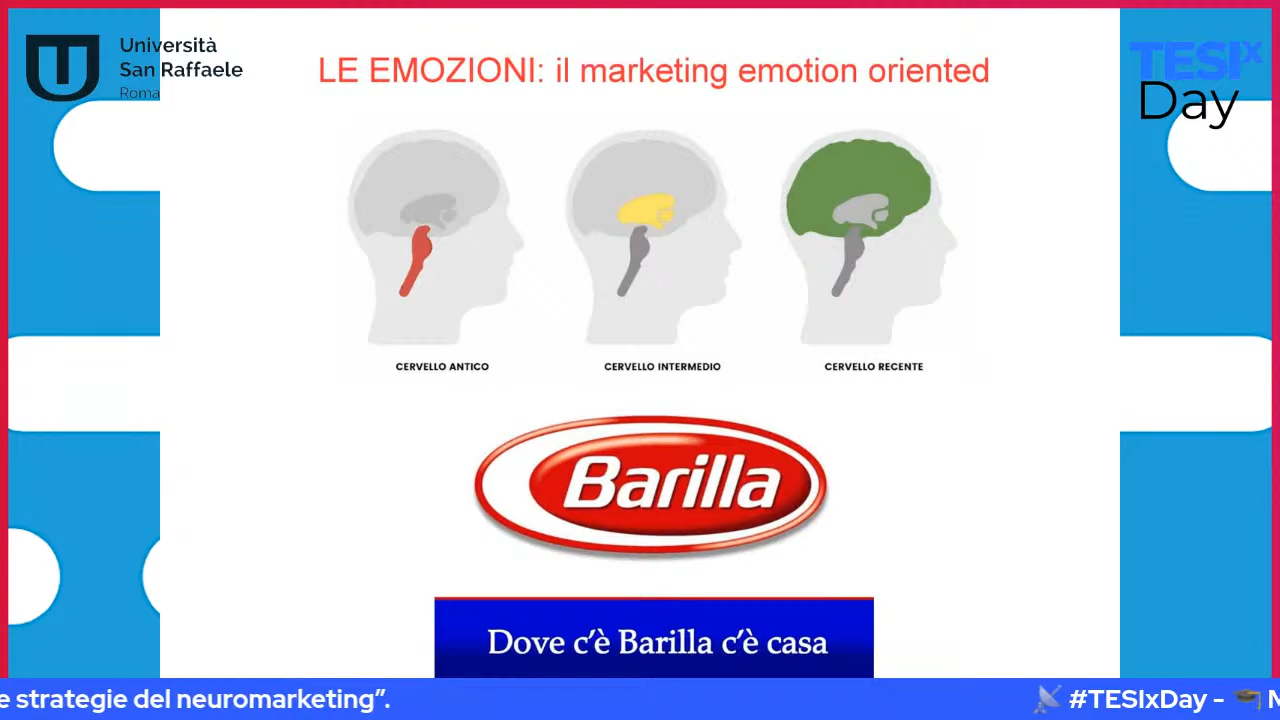 Università
San Raffaele
Roma
LE EMOZIONI: il marketing emotion oriented
TESIx
Day
CERVELLO ANTICO
CERVELLO INTERMEDIO
CERVELLO RECENTE
Barilla
Dove c'è Barilla c'è casa
e strategie del neuromarketing”.
#TESIxDay - 🎓 M